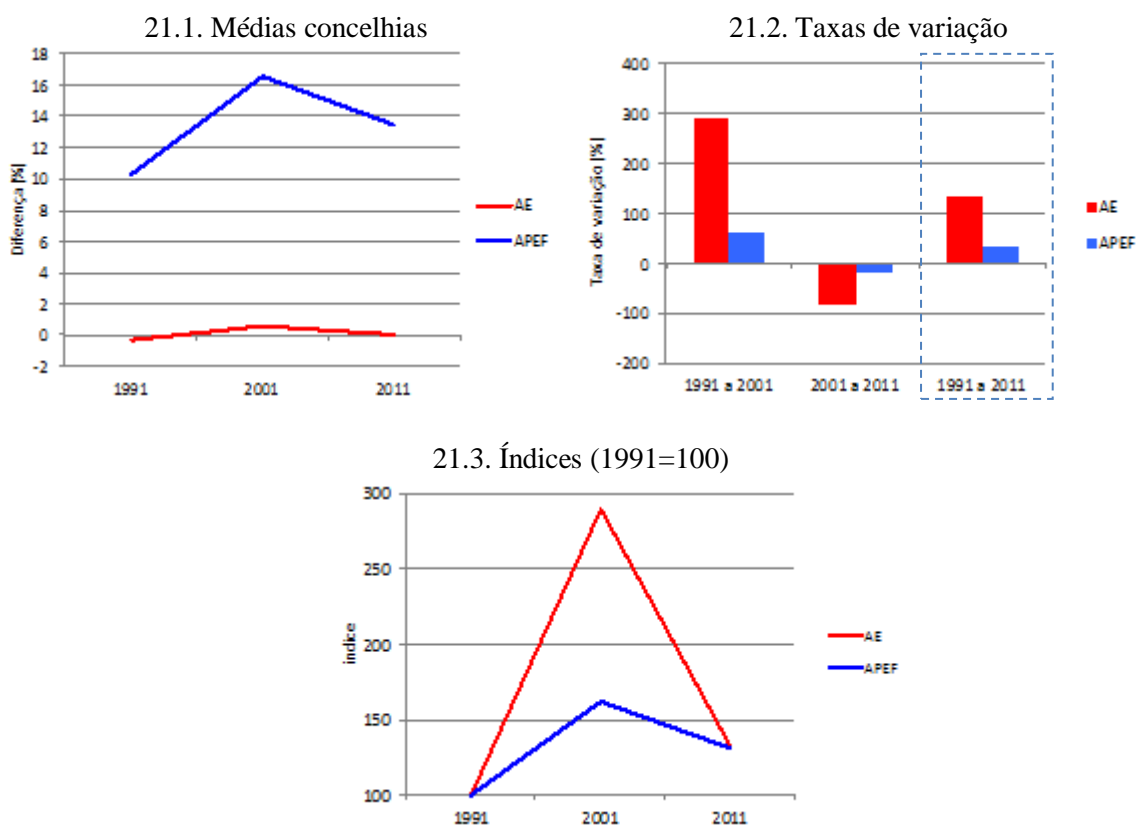 21.1. Médias concelhias
18
16
14
12
10
8
6
4
2
0
-2
Diferença [%]
1991
2001
2011
AE
APEF
21.2. Taxas de variação
400
300
200
100
0
-100
-200
Taxa de variação [%]
1991 a 2001
2001 a 2011
1991 a 2011
AE
APEF
21.3. Índices (1991=100)
300
250
200
150
100
índice
1991
2001
2011
AE
APEF